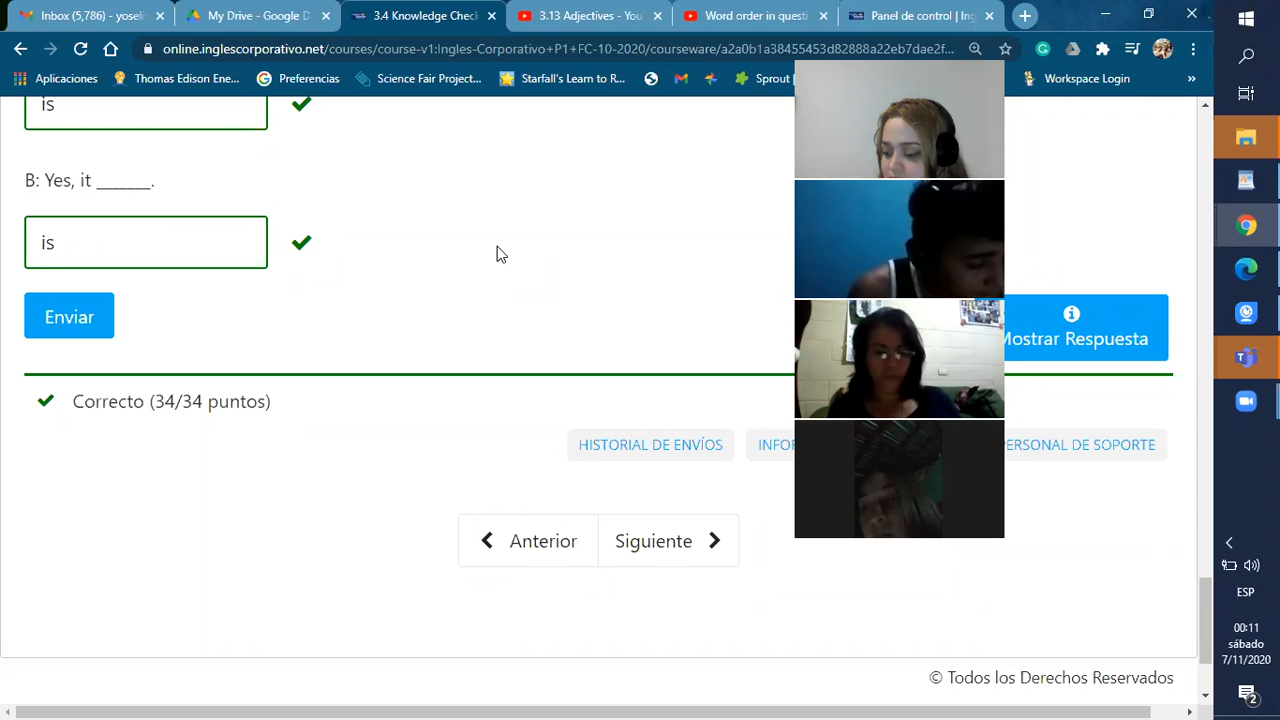 Inbox (5,786) - yoseli
My Drive - Google D
3.4 Knowledge Chec
3.13 Adjectives - You
Word order in questi
Panel de control | Ing
online.inglescorporativo.net/courses/course-v1:Ingles-Corporativo+P1+FC-10-2020/courseware/a2a0b1a38455453d82888a22eb7dae2f...
Aplicaciones
Thomas Edison Ene...
Preferencias
Science Fair Project...
Starfall's Learn to R...
Sprout
Workspace Login
»
is
B: Yes, it _______.
is
Enviar
Mostrar Respuesta
Correcto (34/34 puntos)
HISTORIAL DE ENVÍOS
INFOR
PERSONAL DE SOPORTE
Anterior
Siguiente
© Todos los Derechos Reservados
ESP
00:11
sábado
7/11/2020
2